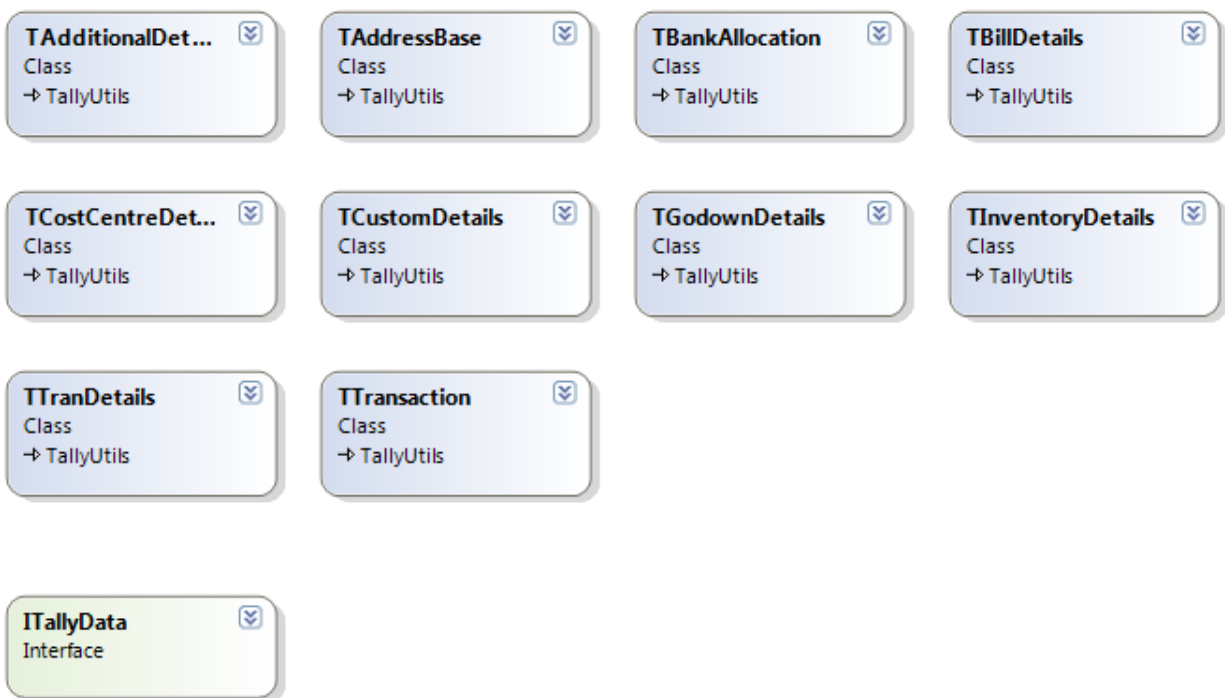 TAdditionalDet...
Class
TallyUtils
TAddressBase
Class
TallyUtils
TBankAllocation
Class
TallyUtils
TBillDetails
Class
TallyUtils
TCostCentreDet...
Class
TallyUtils
TCustomDetails
Class
TallyUtils
TGodownDetails
Class
TallyUtils
TInventoryDetails
Class
TallyUtils
TTranDetails
Class
TallyUtils
TTransaction
Class
TallyUtils
ITallyData
Interface